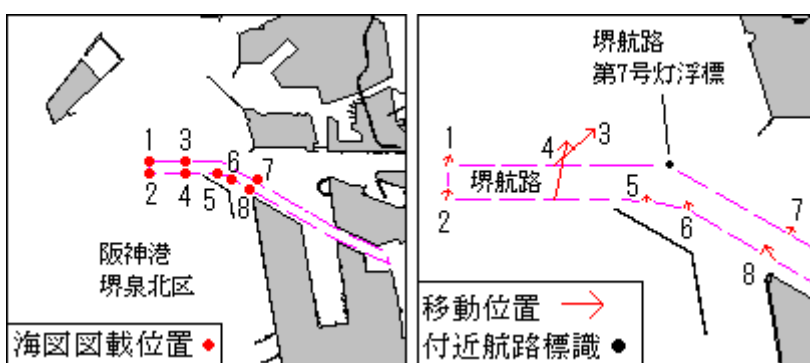 1 3
2 4 5 6 7
8
阪神港
堺泉北区
海図図載位置
堺航路
第7号灯浮標
1 4 3
堺航路
2 5 6 7
8
移動位置
付近航路標識